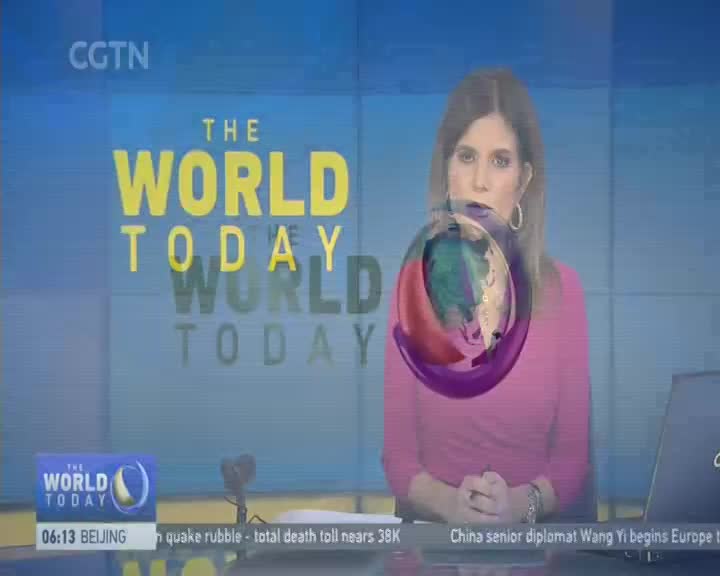 CGTN
THE
WORLD
TODAY
THE
WORLD
TODAY
THE
WORLD
TODAY
06:13 BEIJING quake rubble - total death toll nears 38K China senior diplomat Wang Yi begins Europe